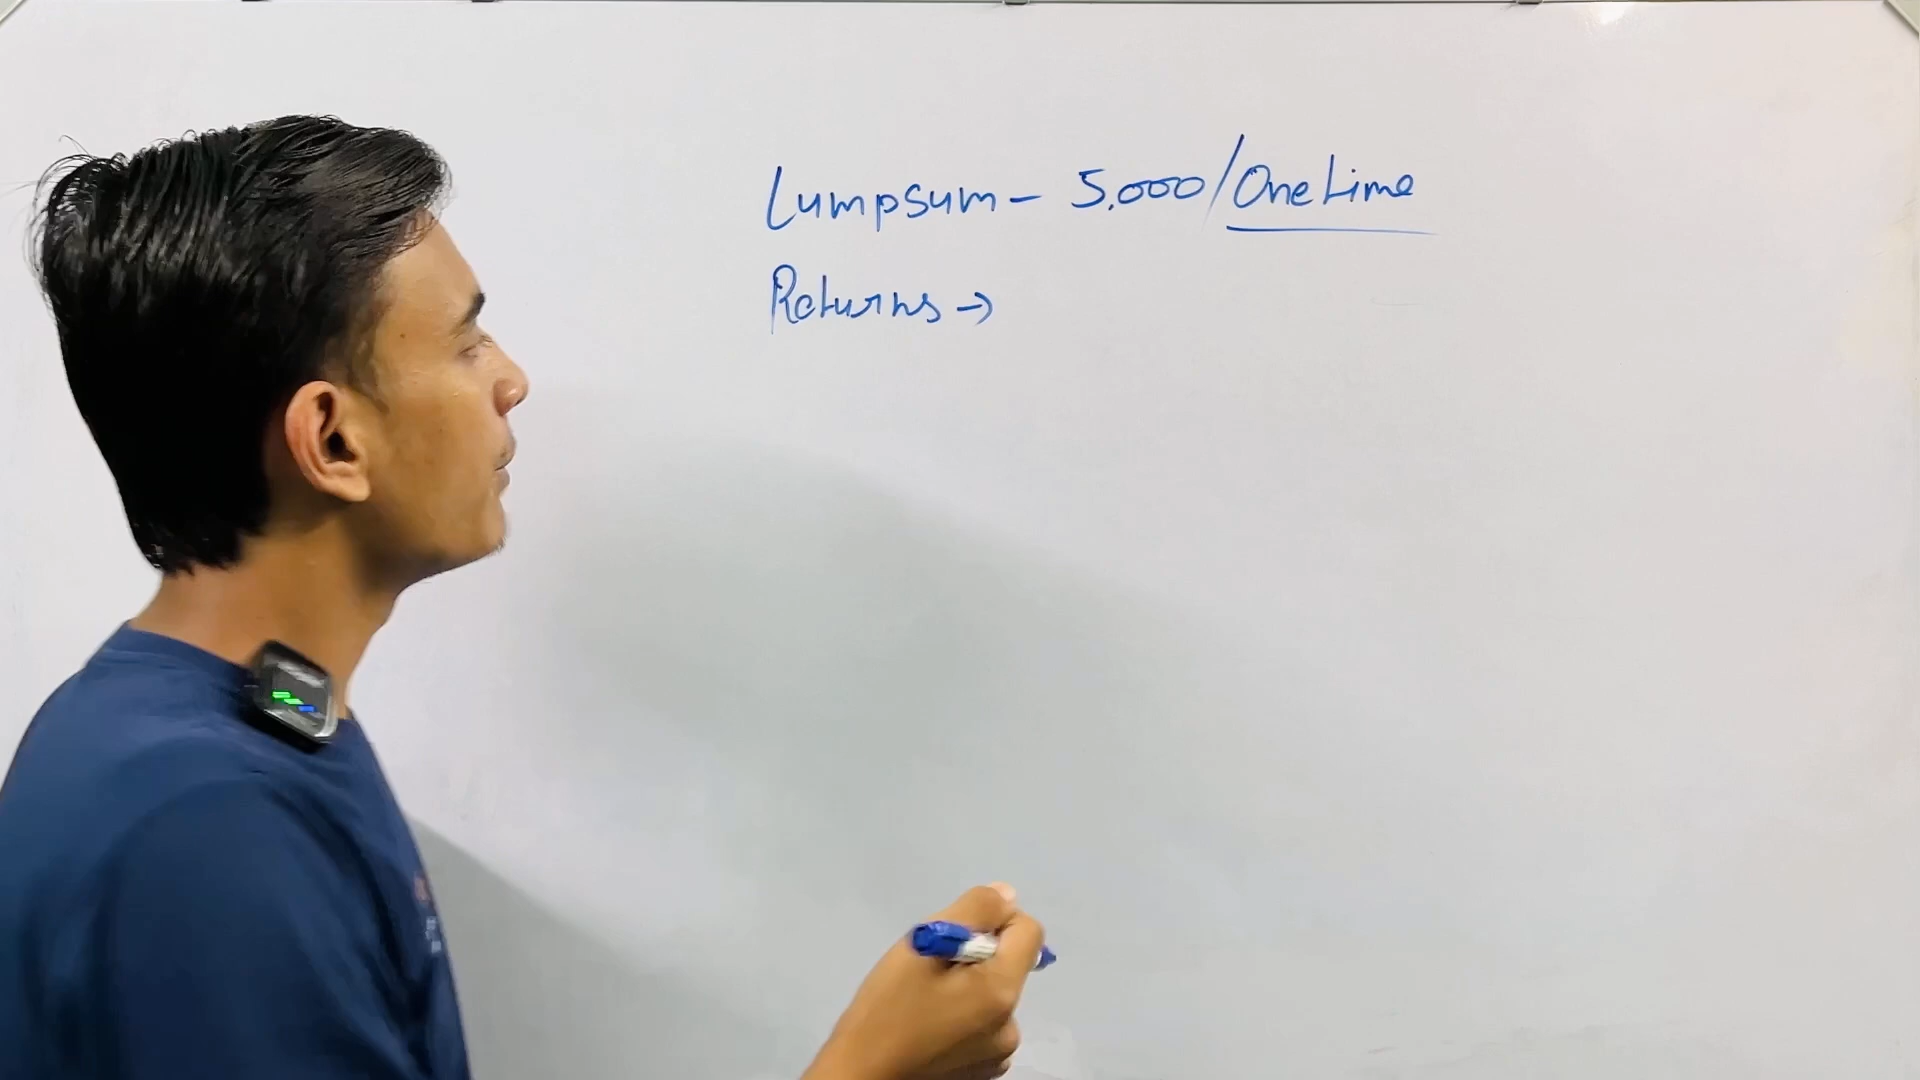 Lumpsum - 5,000/One time
Returns →